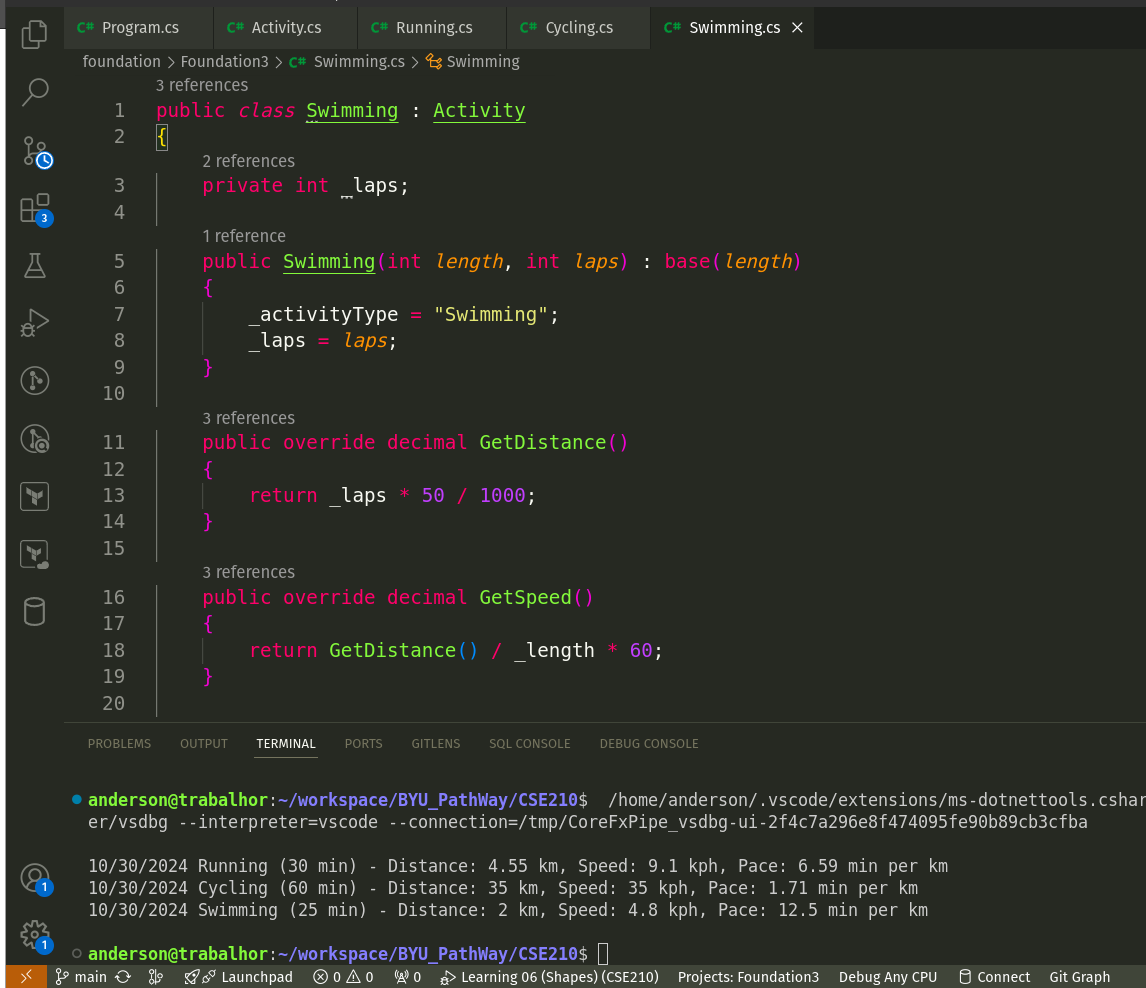 C# Program.cs C# Activity.cs C# Running.cs C# Cycling.cs C# Swimming.cs
foundation > Foundation3 > C# Swimming.cs > Swimming
3 references
1 public class Swimming : Activity
2 {
2 references
3 private int _laps;
4
1 reference
5 public Swimming(int length, int laps) : base(length)
6 {
7 _activityType = "Swimming";
8 _laps = laps;
9 }
10
3 references
11 public override decimal GetDistance()
12 {
13 return _laps * 50 / 1000;
14 }
15
3 references
16 public override decimal GetSpeed()
17 {
18 return GetDistance() / _length * 60;
19 }
20
3
PROBLEMS OUTPUT TERMINAL PORTS GITLENS SQL CONSOLE DEBUG CONSOLE
anderson@trabalhor:~/workspace/BYU_PathWay/CSE210$ /home/anderson/.vscode/extensions/ms-dotnettools.cshar
er/vsdbg --interpreter=vscode --connection=/tmp/CoreFxPipe_vsdbg-ui-2f4c7a296e8f474095fe90b89cb3cfba
10/30/2024 Running (30 min) - Distance: 4.55 km, Speed: 9.1 kph, Pace: 6.59 min per km
10/30/2024 Cycling (60 min) - Distance: 35 km, Speed: 35 kph, Pace: 1.71 min per km
10/30/2024 Swimming (25 min) - Distance: 2 km, Speed: 4.8 kph, Pace: 12.5 min per km
anderson@trabalhor:~/workspace/BYU_PathWay/CSE210$
1
1
main Launchpad 0 0 0 Learning 06 (Shapes) (CSE210) Projects: Foundation3 Debug Any CPU Connect Git Graph